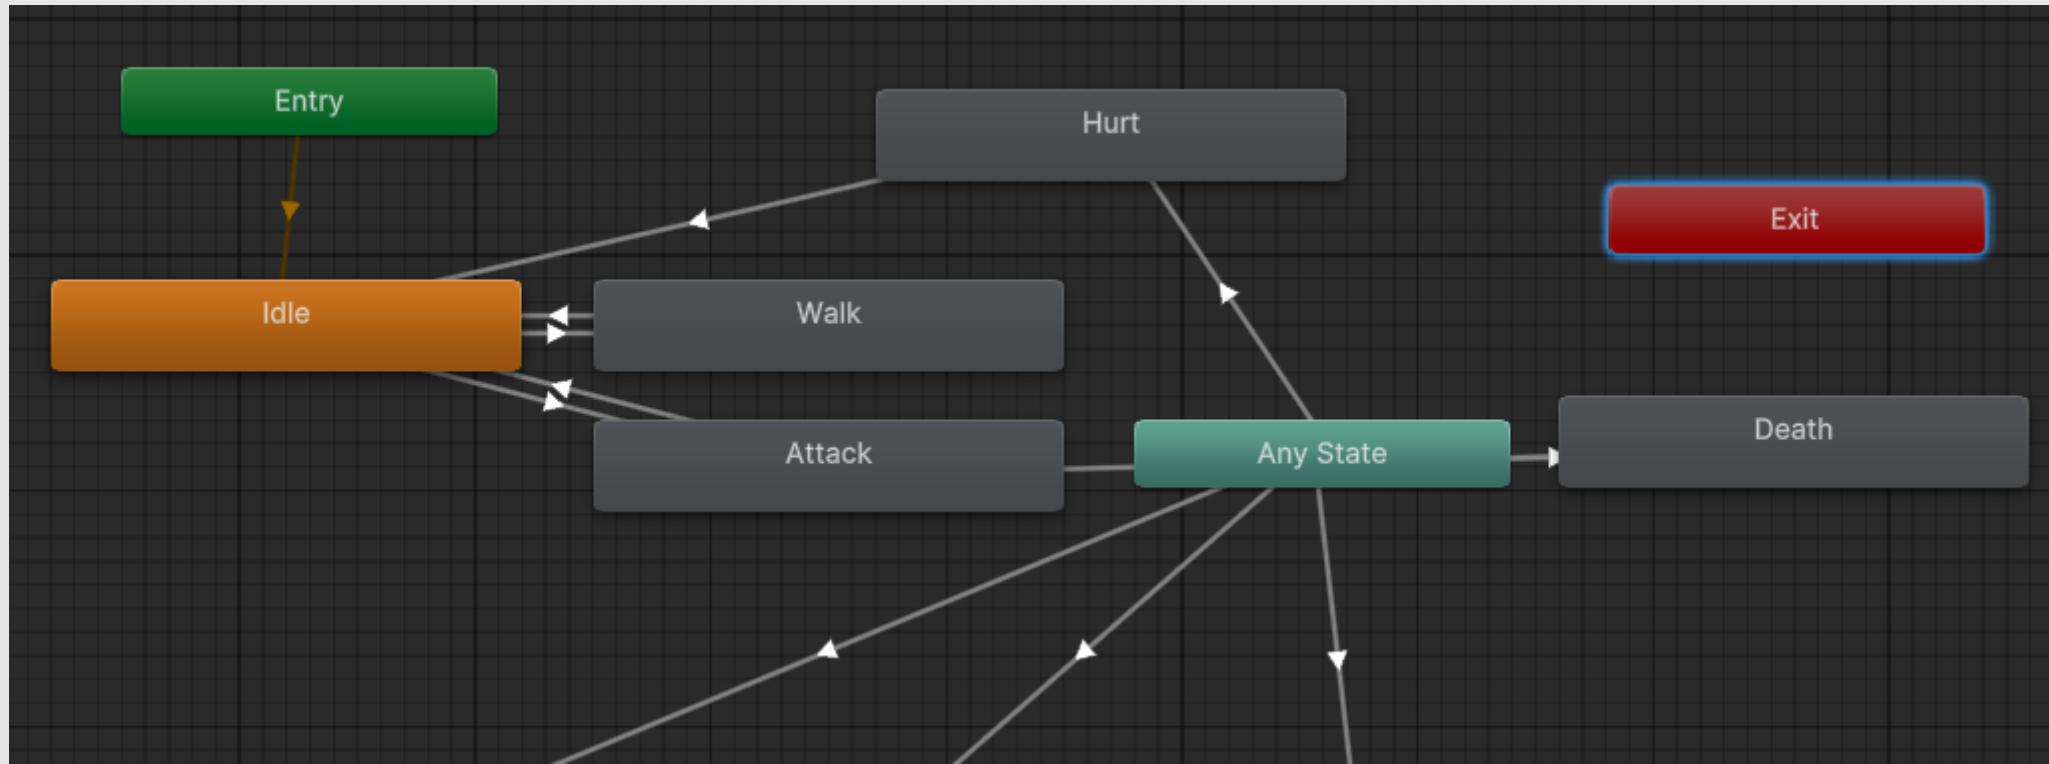 Entry
Hurt
Exit
Idle
Walk
Attack
Any State
Death